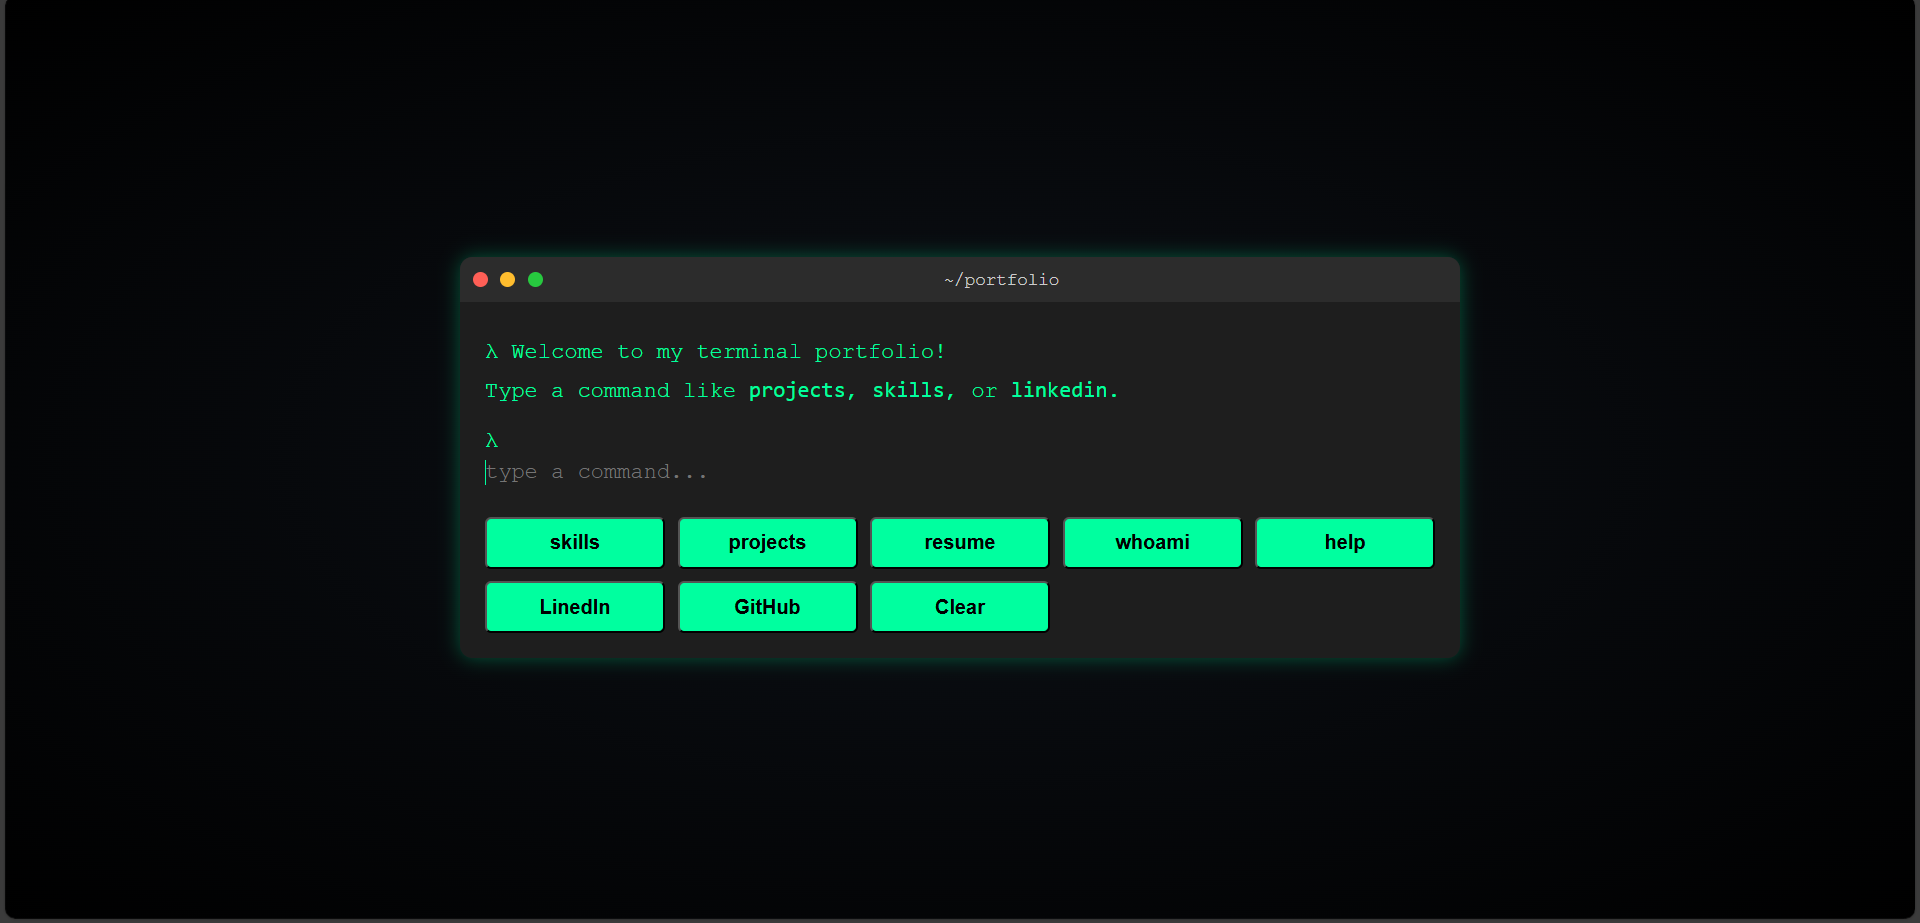 ~/portfolio
λ Welcome to my terminal portfolio!
Type a command like projects, skills, or linkedin.
λ
type a command...
skills projects resume whoami help
LinedIn GitHub Clear